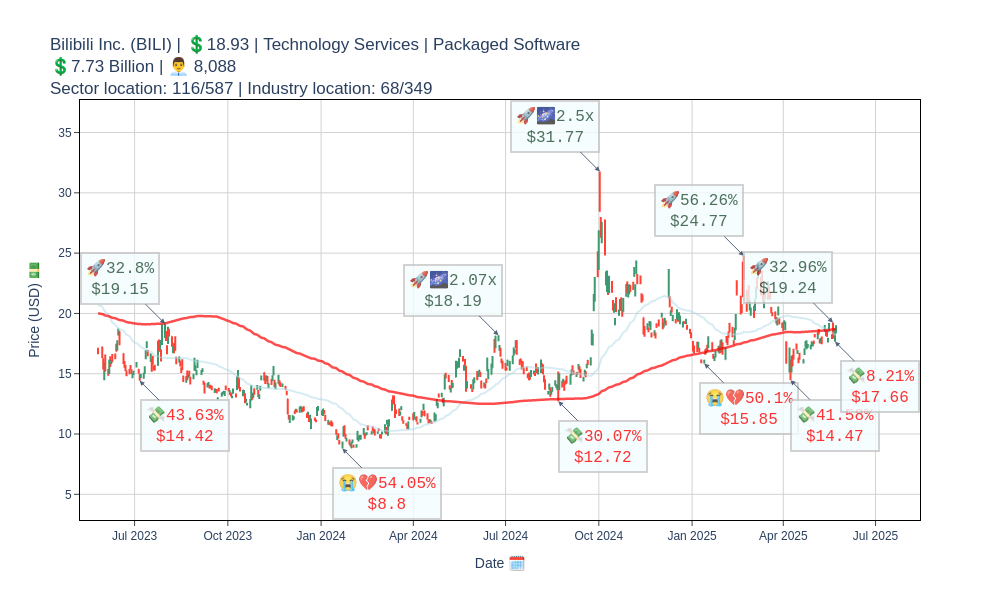 Bilibili Inc. (BILI) | 💲18.93 | Technology Services | Packaged Software
💲7.73 Billion | 👨‍💼 8,088
Sector location: 116/587 | Industry location: 68/349
🚀🌌2.5x
$31.77
🚀56.26%
$24.77
🚀32.8%
$19.15
🚀🌌2.07x
$18.19
🚀32.96%
$19.24
💸8.21%
$17.66
😭💔50.1%
$15.85
💸41.58%
$14.47
💸43.63%
$14.42
💸30.07%
$12.72
😭💔54.05%
$8.8
Price (USD) 💵
35
30
25
20
15
10
5
Jul 2023
Oct 2023
Jan 2024
Apr 2024
Jul 2024
Oct 2024
Jan 2025
Apr 2025
Jul 2025
Date 🗓️